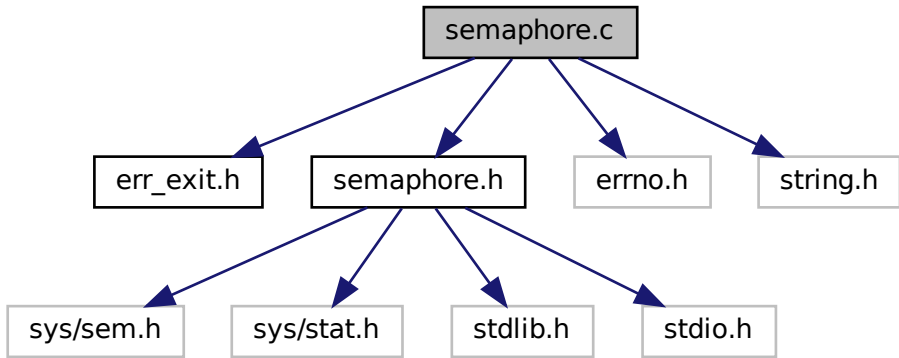 semaphore.c
err_exit.h
semaphore.h
errno.h
string.h
sys/sem.h
sys/stat.h
stdlib.h
stdio.h